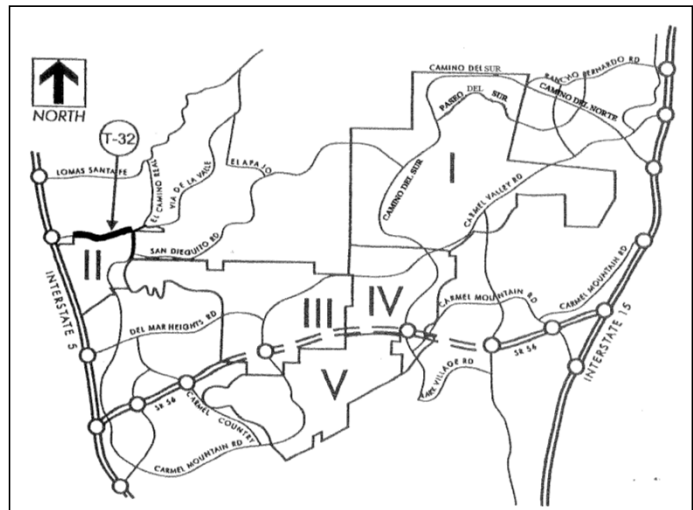 NORTH
T-32
LOMAS SANTA FE
EL CAMINO REAL
VIA DE LA VALLE
EL APAJO
SAN DIEGUITO RD
CAMINO DEL SUR
PASEO DEL SUR
RANCHO BERNARDO RD
CAMINO DEL NORTE
CAMINO DEL SUR
I
CARMEL VALLEY RD
II
INTERSTATE 5
DEL MAR HEIGHTS RD
III
IV
V
CARMEL MOUNTAIN RD
CARMEL MOUNTAIN RD
SR 56
INTERSTATE 15
PARK VILLAGE RD
SR 56
CARMEL COUNTRY
CARMEL MOUNTAIN RD